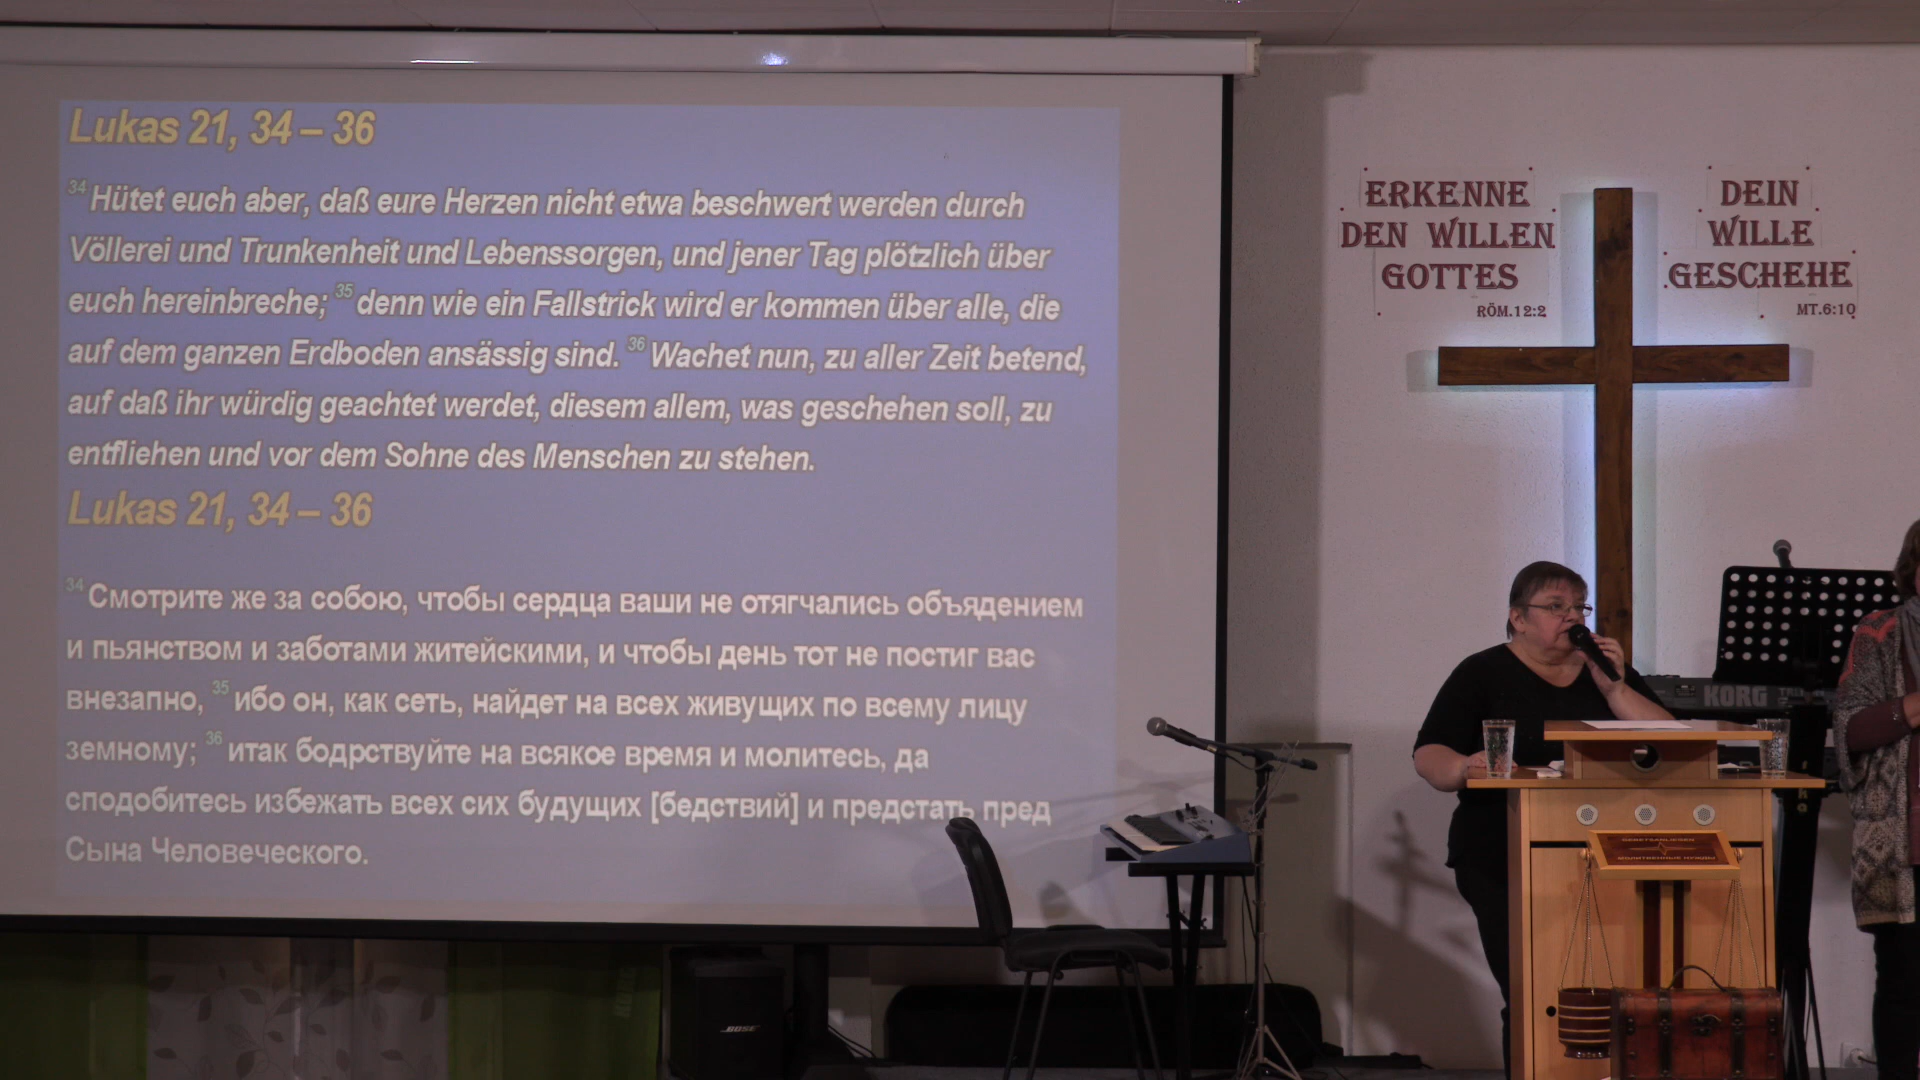 Lukas 21, 34 – 36
34 Hütet euch aber, daß eure Herzen nicht etwa beschwert werden durch
Völlerei und Trunkenheit und Lebenssorgen, und jener Tag plötzlich über
euch hereinbreche; 35 denn wie ein Fallstrick wird er kommen über alle, die
auf dem ganzen Erdboden ansässig sind. 36 Wachet nun, zu aller Zeit betend,
auf daß ihr würdig geachtet werdet, diesem allem, was geschehen soll, zu
entfliehen und vor dem Sohne des Menschen zu stehen.
Lukas 21, 34 – 36
34 Смотрите же за собою, чтобы сердца ваши не отягчались объядением
и пьянством и заботами житейскими, и чтобы день тот не постиг вас
внезапно, 35 ибо он, как сеть, найдет на всех живущих по всему лицу
земному; 36 итак бодрствуйте на всякое время и молитесь, да
сподобитесь избежать всех сих будущих [бедствий] и предстать пред
Сына Человеческого.
ERKENNE
DEN WILLEN
GOTTES
RÖM.12:2
DEIN
WILLE
GESCHEHE
MT.6:10
KORG
GEBETSANLIEGEN
МОЛИТВЕННЫЕ НУЖДЫ
BOSE